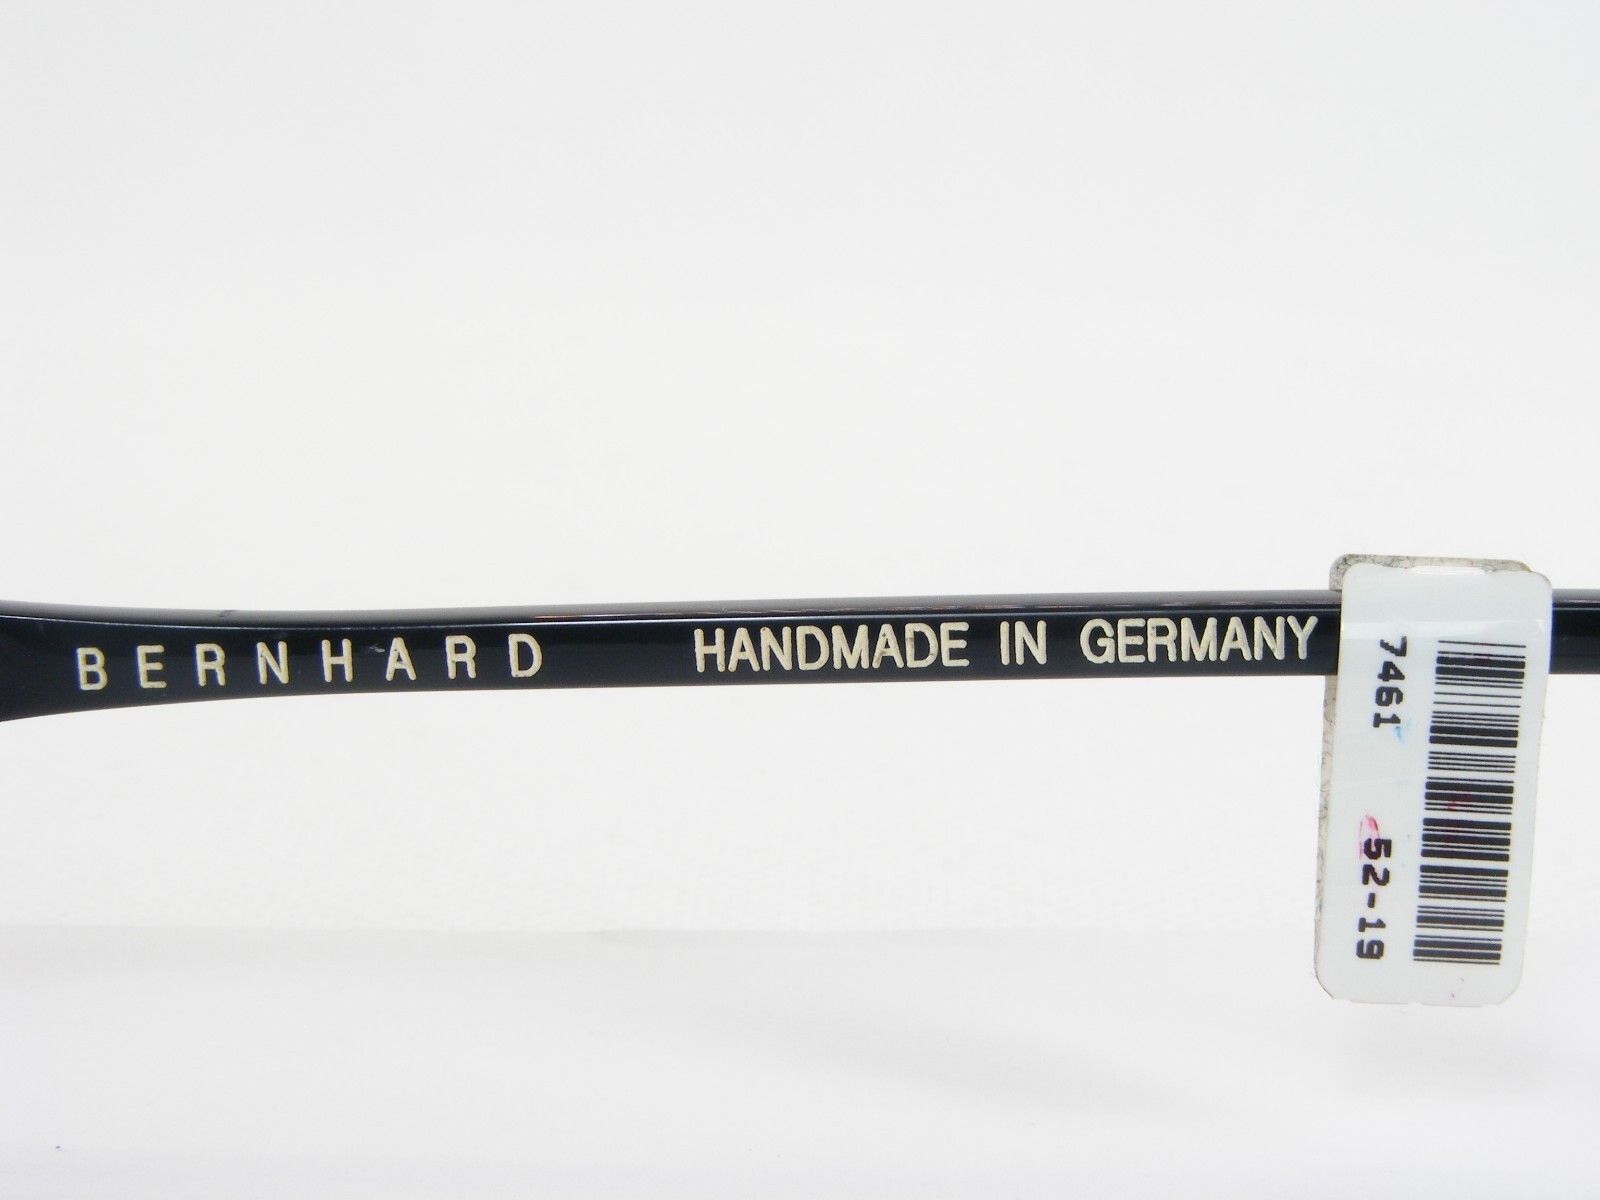 BERNHARD HANDMADE IN GERMANY
7461 52-19